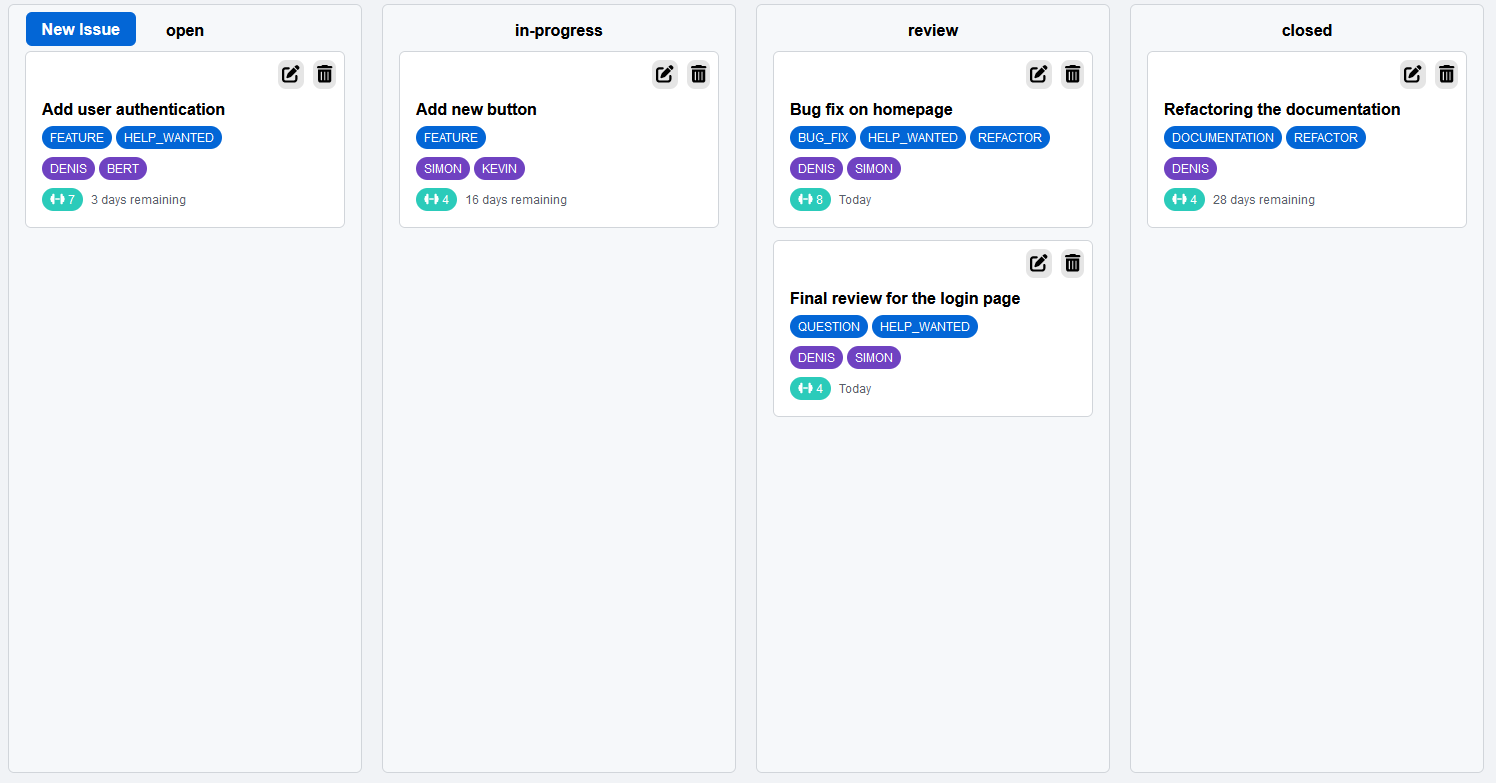 New Issue
open
Add user authentication
FEATURE HELP_WANTED
DENIS BERT
7 3 days remaining
in-progress
Add new button
FEATURE
SIMON KEVIN
4 16 days remaining
review
Bug fix on homepage
BUG_FIX HELP_WANTED REFACTOR
DENIS SIMON
8 Today
Final review for the login page
QUESTION HELP_WANTED
DENIS SIMON
4 Today
closed
Refactoring the documentation
DOCUMENTATION REFACTOR
DENIS
4 28 days remaining